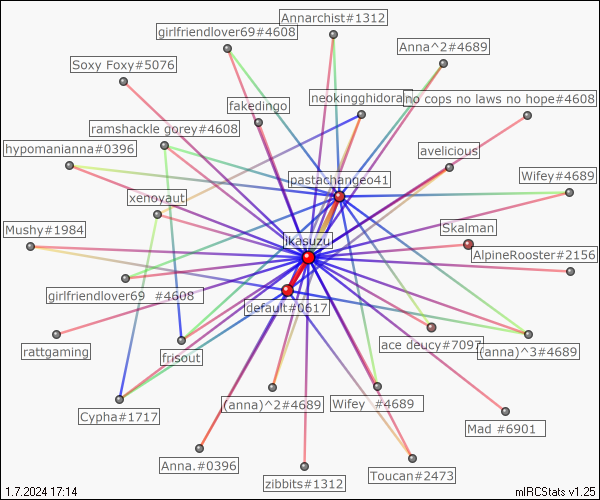 Annarchist#1312
girlfriendlover69#4608
Anna^2#4689
Soxy Foxy#5076
neokingghidora
no cops no laws no hope#4608
fakedingo
ramshackle gorey#4608
hypomanianna#0396
avelicious
pastachangeo41
Wifey#4689
xenoyaut
Mushy#1984
Skalman
jkasuzu
AlpineRooster#2156
girlfriendlover69 #4608
default#0617
rattgaming
frisout
ace deucy#7097
(anna)^3#4689
Cypha#1717
(anna)^2#4689
Wifey #4689
Mad #6901
Anna.#0396
zibbits#1312
Toucan#2473
1.7.2024 17:14
mIRCStats v1.25